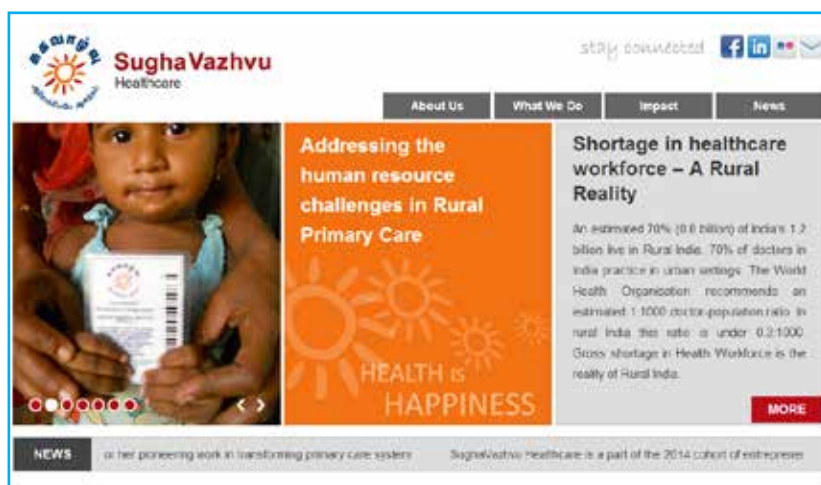 SughaVazhvu
Healthcare
stay connected
About Us
What We Do
Impact
News
Addressing the
human resource
challenges in Rural
Primary Care
HEALTH IS
HAPPINESS
Shortage in healthcare
workforce – A Rural
Reality
An estimated 70% (0.8 billion) of India's 1.2
billion live in Rural India. 70% of doctors in
India practice in urban settings. The World
Health Organisation recommends an
estimated 1:1000 doctor-population ratio. In
rural India this ratio is under 0.2:1000.
Gross shortage in Health Workforce is the
reality of Rural India.
MORE
NEWS
or her pioneering work in transforming primary care system
SughaVazhvu Healthcare is a part of the 2014 cohort of entreprener